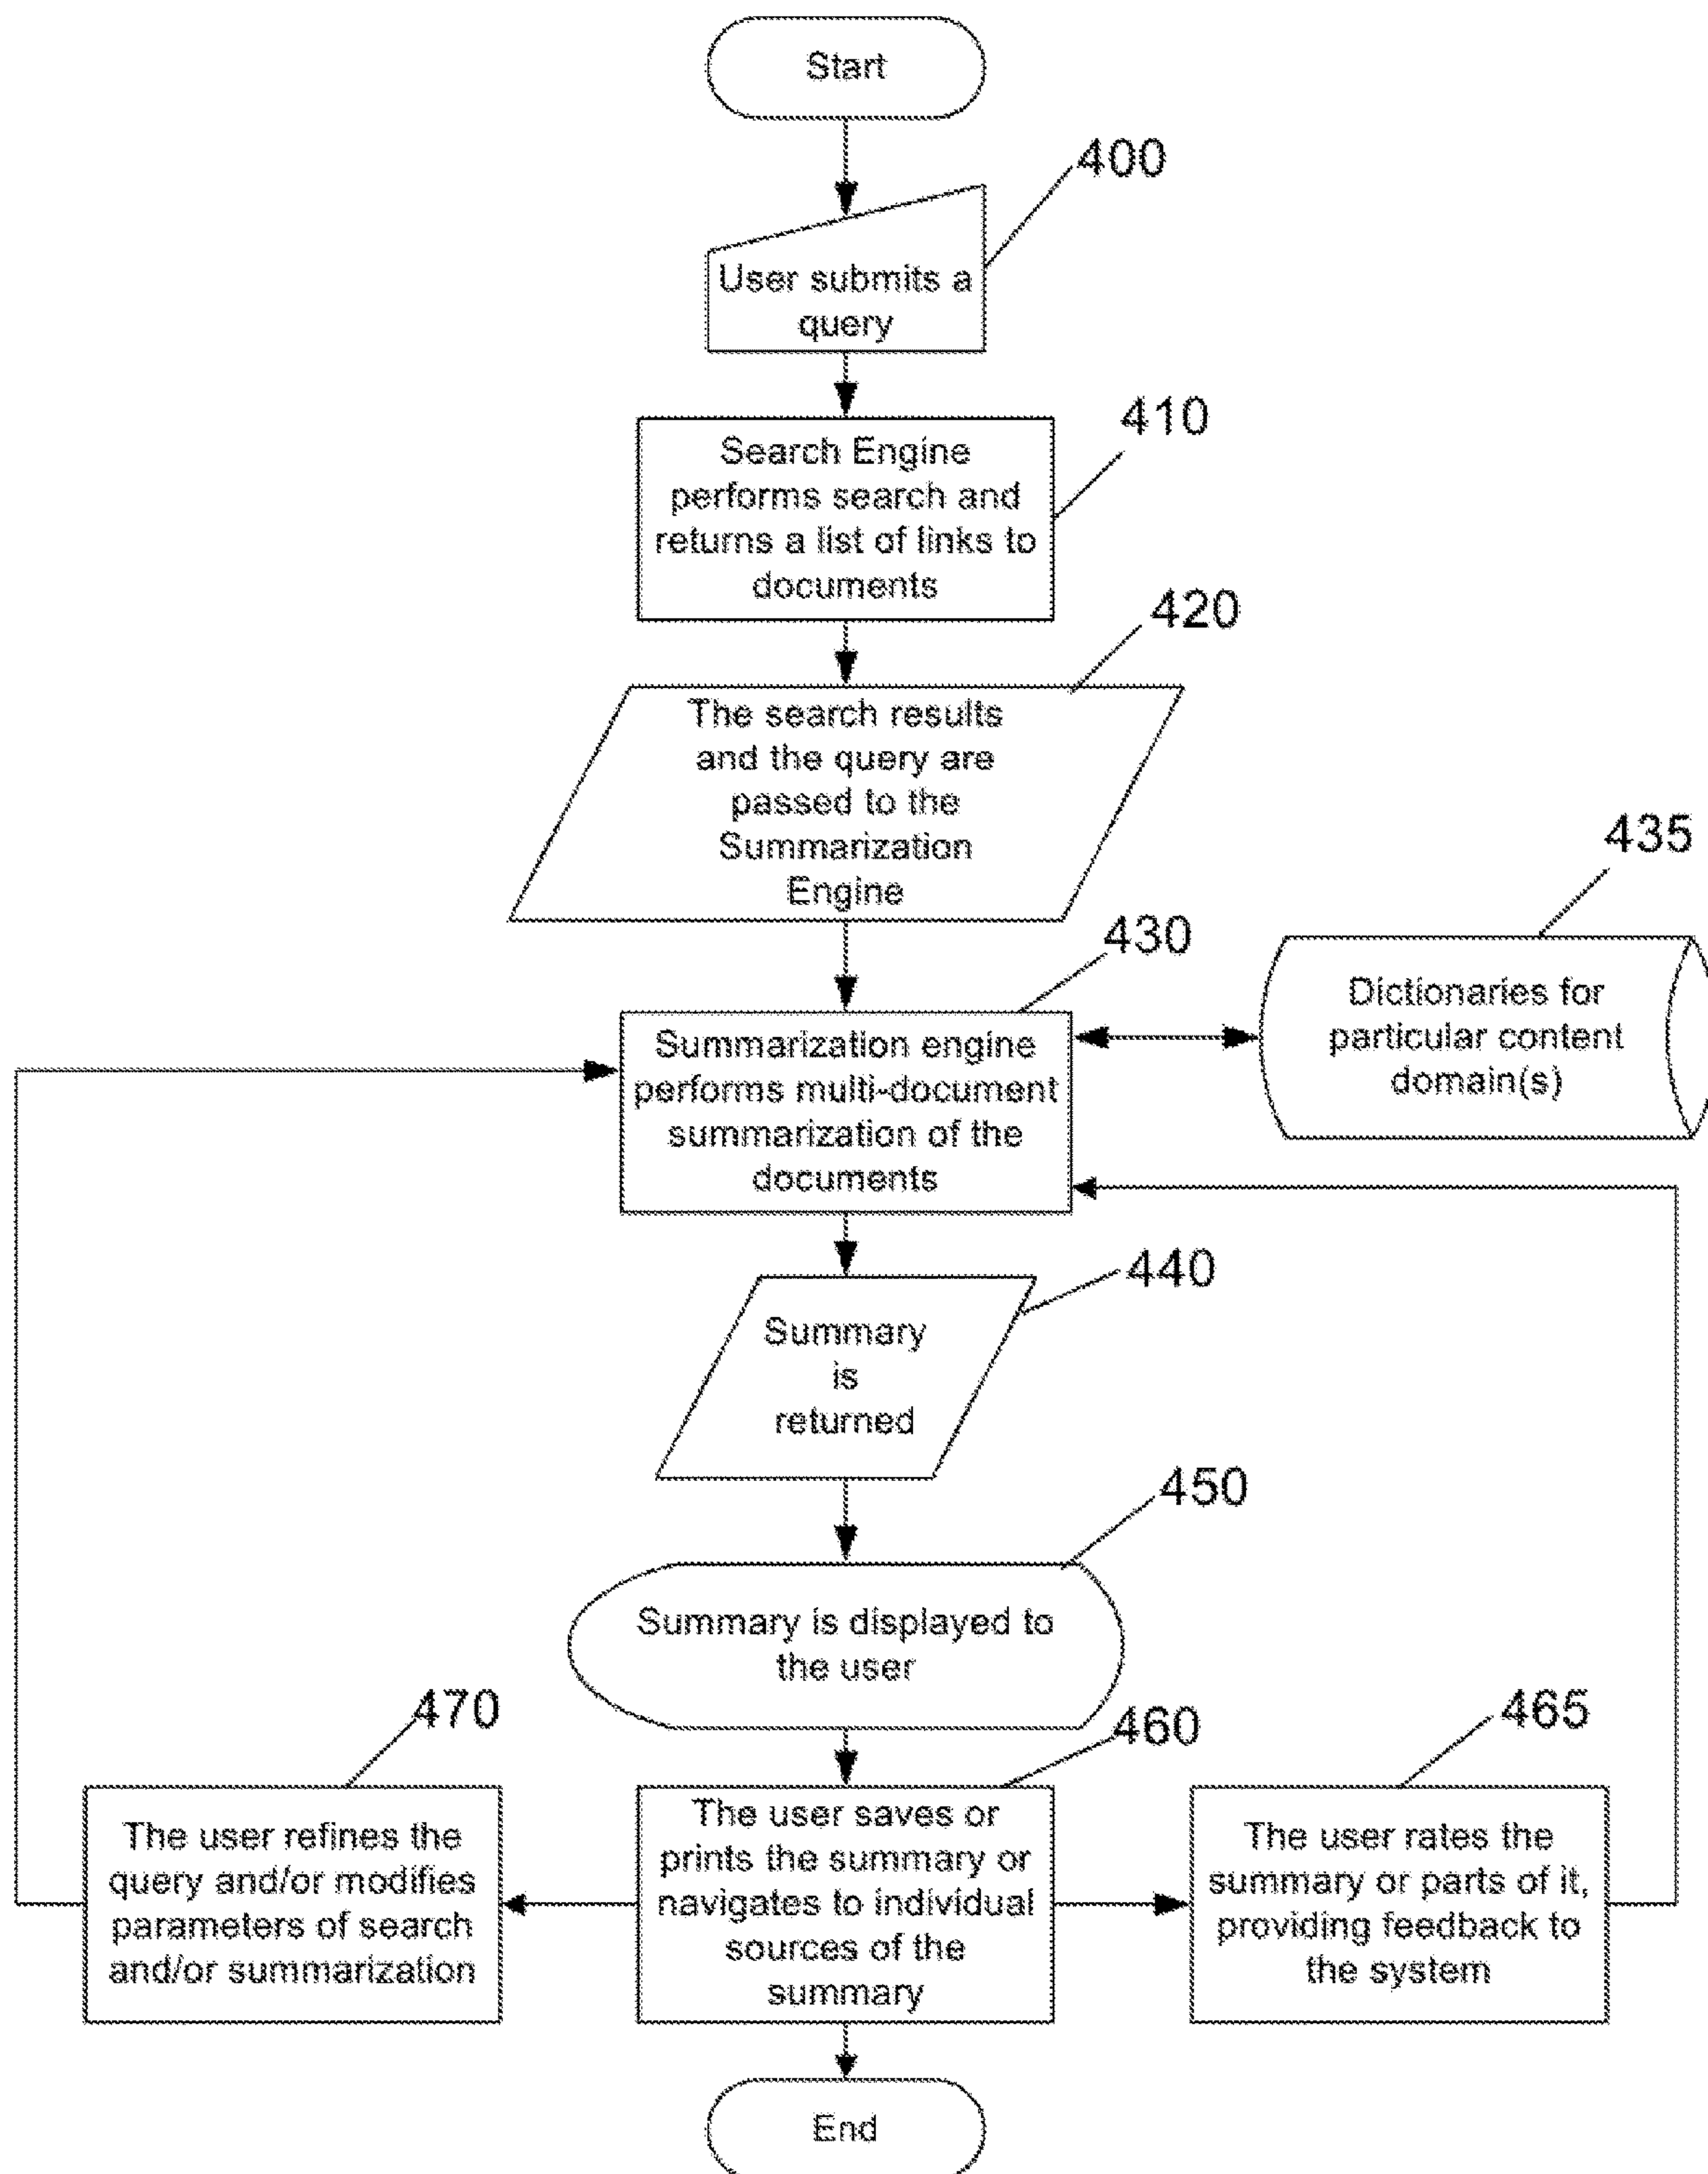 Start
400
User submits a
query
410
Search Engine
performs search and
returns a list of links to
documents
420
The search results
and the query are
passed to the
Summarization
Engine
435
430
Dictionaries for
particular content
domain(s)
Summarization engine
performs multi-document
summarization of the
documents
440
Summary
is
returned
450
Summary is displayed to
the user
470
460
465
The user refines the
query and/or modifies
parameters of search
and/or summarization
The user saves or
prints the summary or
navigates to individual
sources of the
summary
The user rates the
summary or parts of it,
providing feedback to
the system
End